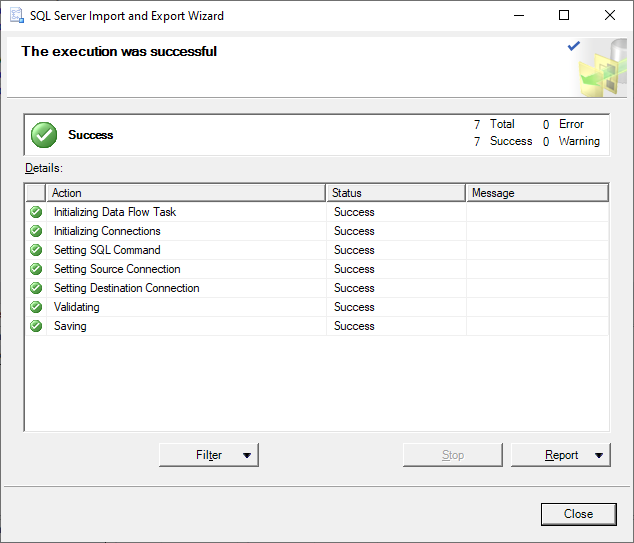 SQL Server Import and Export Wizard
The execution was successful
Success
7 Total 0 Error
7 Success 0 Warning
Details:
Action Status Message
Initializing Data Flow Task Success
Initializing Connections Success
Setting SQL Command Success
Setting Source Connection Success
Setting Destination Connection Success
Validating Success
Saving Success
Filter Stop Report
Close